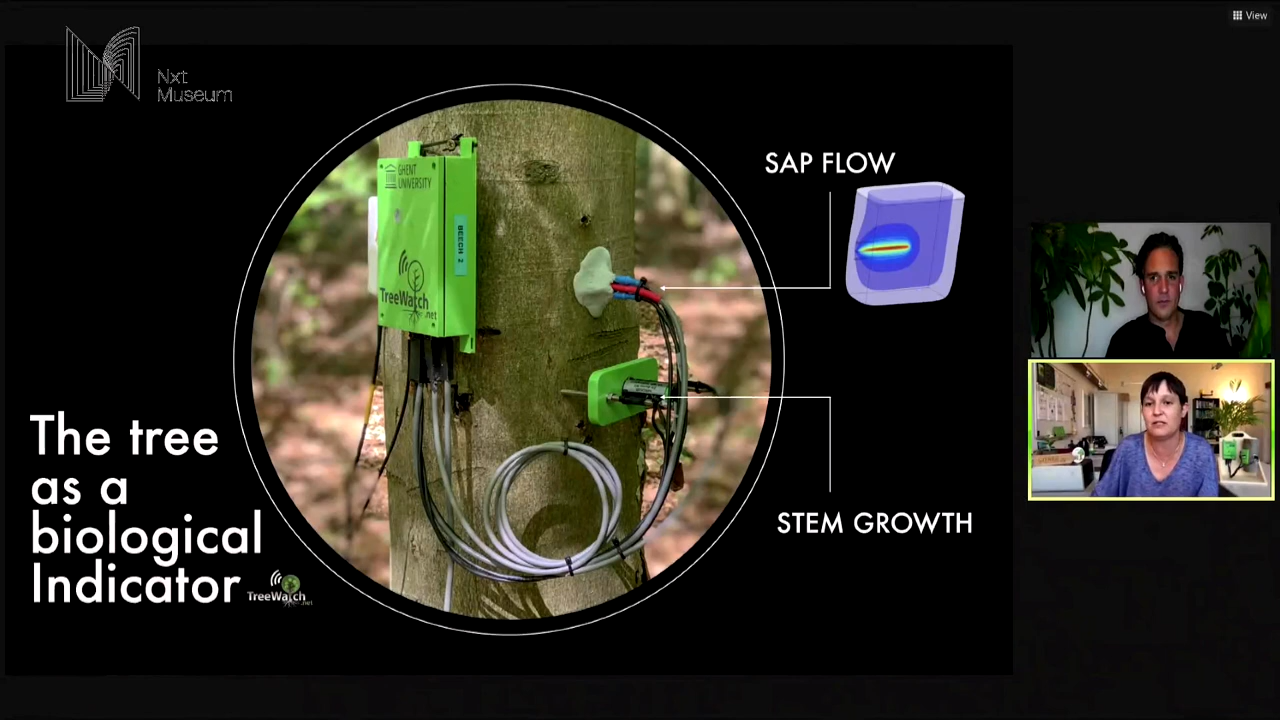 View
Nxt
Museum
SAP FLOW
GHENT
UNIVERSITY
BEECH 2
TreeWatch
.net
The tree
as a
biological
Indicator
TreeWatch
.net
STEM GROWTH